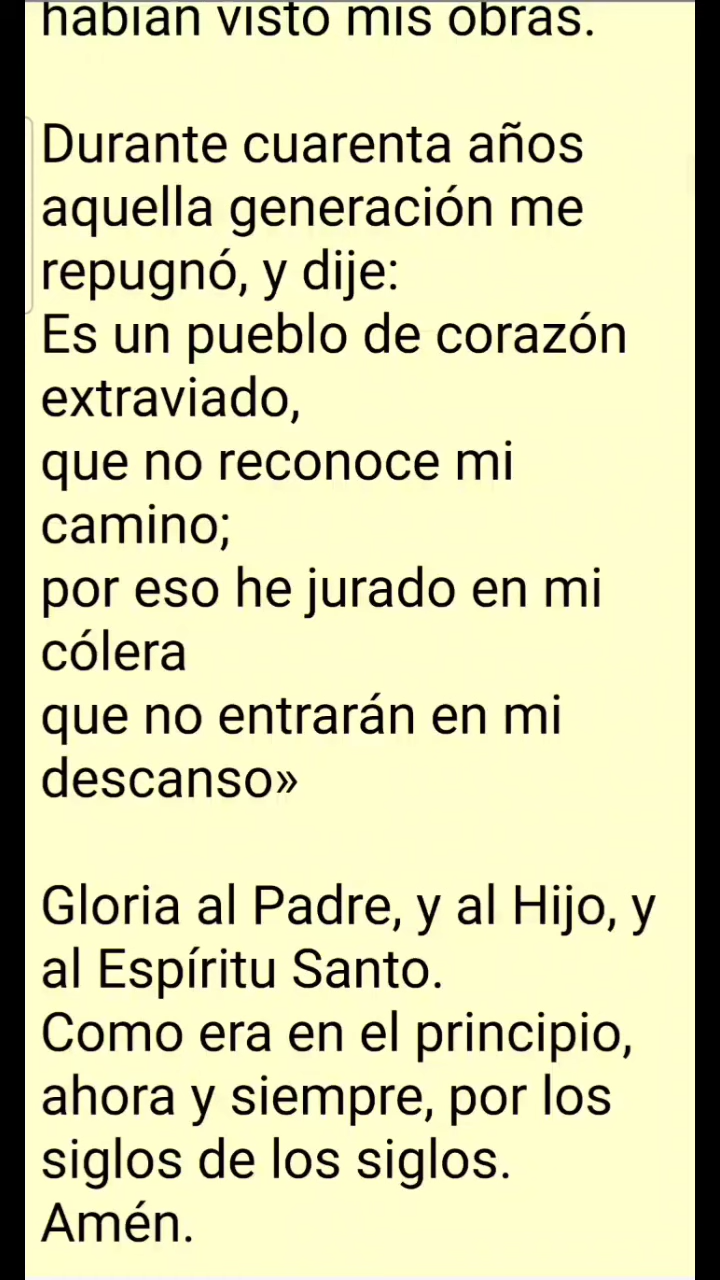 habían visto mis obras.
Durante cuarenta años
aquella generación me
repugnó, y dije:
Es un pueblo de corazón
extraviado,
que no reconoce mi
camino;
por eso he jurado en mi
cólera
que no entrarán en mi
descanso»
Gloria al Padre, y al Hijo, y
al Espíritu Santo.
Como era en el principio,
ahora y siempre, por los
siglos de los siglos.
Amén.